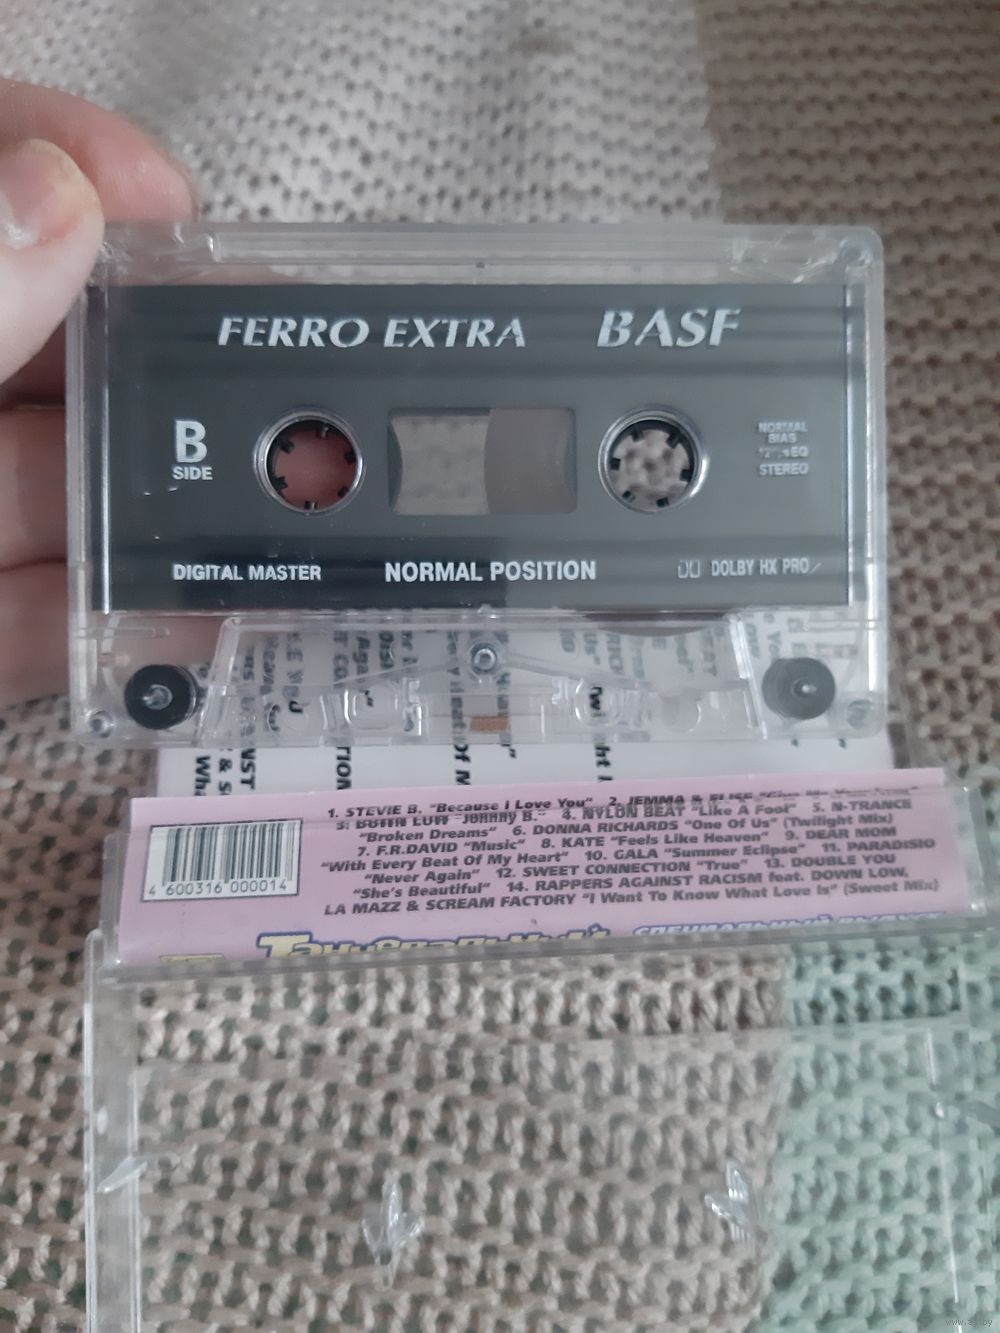 FERRO EXTRA BASF
B
SIDE
NORMAL
BIAS
EQ
STEREO
DIGITAL MASTER NORMAL POSITION DOLBY HX PRO
4 600316 000014
1. STEVIE B. "Because I Love You" 2. JEMMA &
3. "Johnny B." 4. NYLON BEAT "Like A Fool" 5. N-TRANCE
"Broken Dreams" 6. DONNA RICHARDS "One Of Us" (Twilight Mix)
7. F.R.DAVID "Music" 8. KATE "Feels Like Heaven" 9. DEAR MOM
"With Every Beat Of My Heart" 10. GALA "Summer Eclipse" 11. PARADISIO
"Never Again" 12. SWEET CONNECTION "True" 13. DOUBLE YOU
"She's Beautiful" 14. RAPPERS AGAINST RACISM feat. DOWN LOW,
LA MAZZ & SCREAM FACTORY "I Want To Know What Love Is" (Sweet Mix)